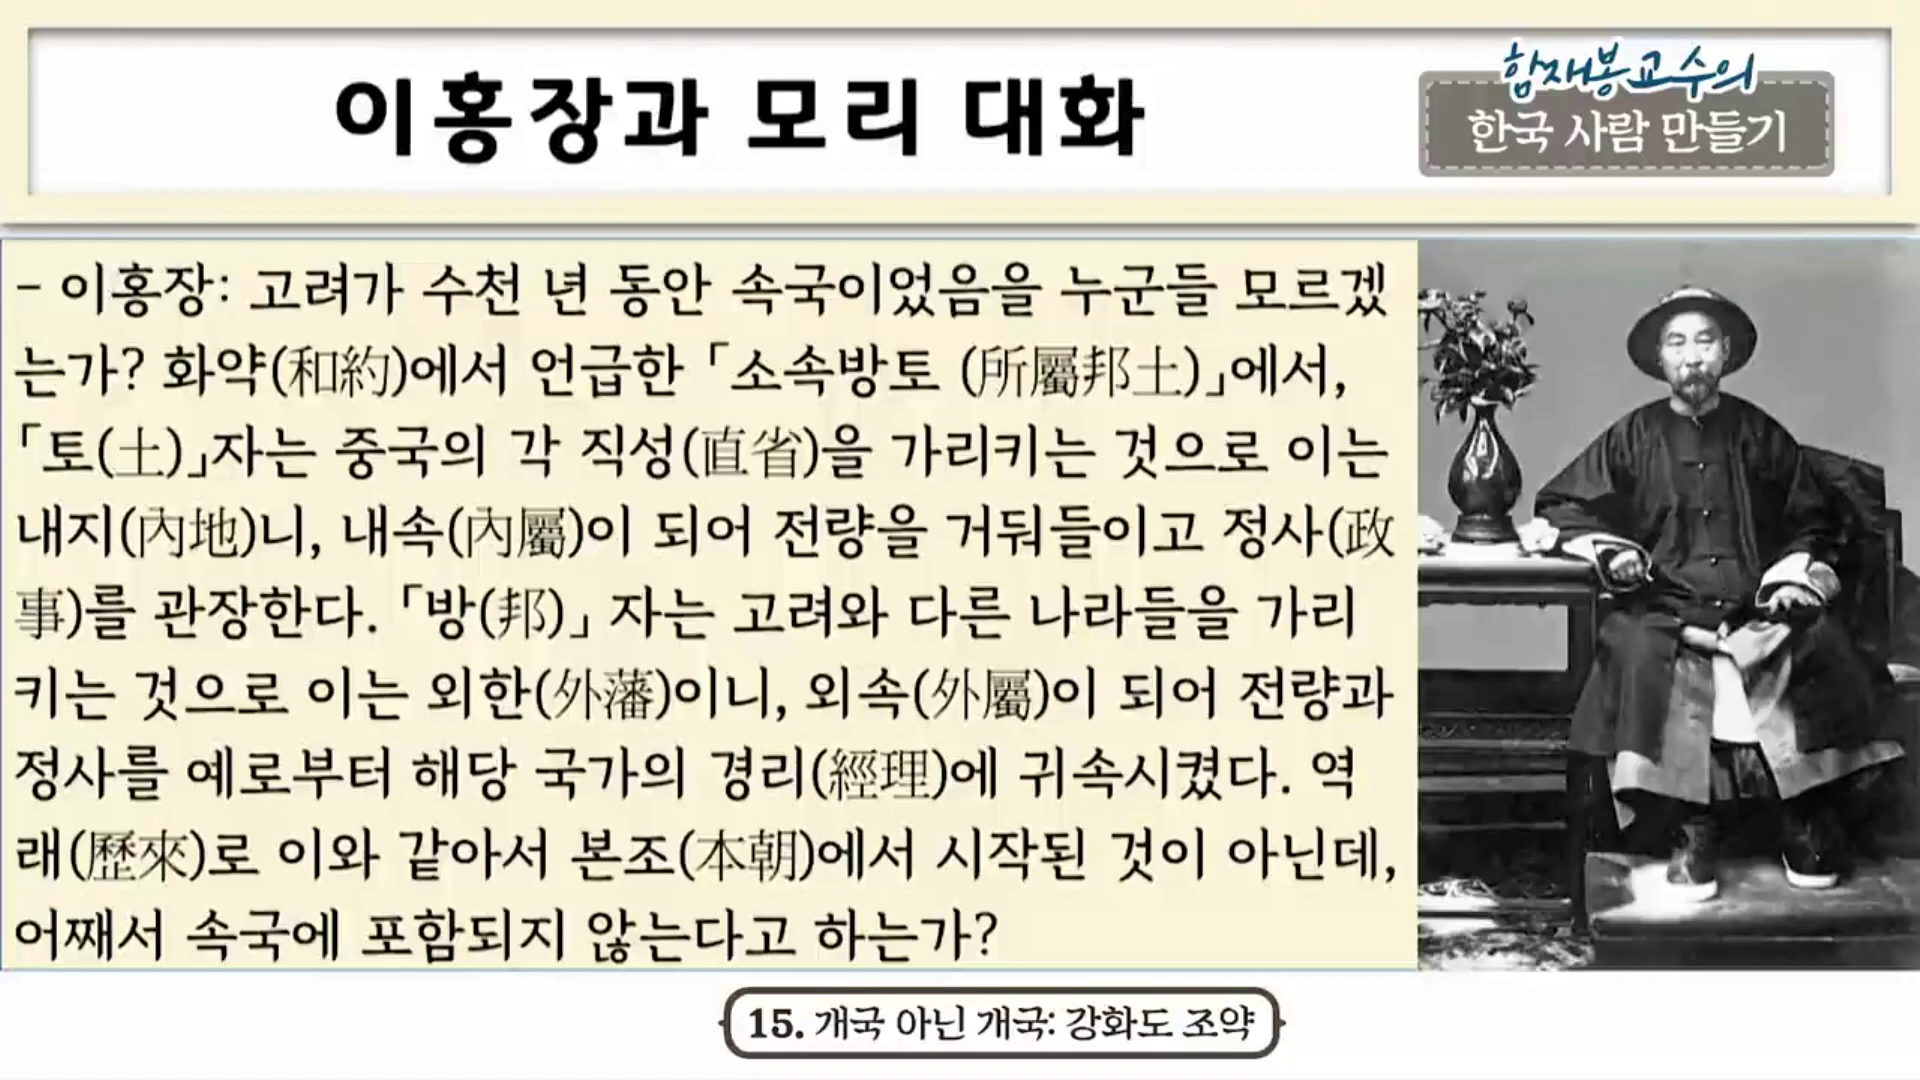 이홍장과 모리 대화
함재봉교수의
한국 사람 만들기
- 이홍장: 고려가 수천 년 동안 속국이었음을 누군들 모르겠
는가? 화약(和約)에서 언급한 「소속방토 (所屬邦土)」에서,
「토(土)」자는 중국의 각 직성(直省)을 가리키는 것으로 이는
내지(內地)니, 내속(內屬)이 되어 전량을 거둬들이고 정사(政
事)를 관장한다. 「방(邦)」 자는 고려와 다른 나라들을 가리
키는 것으로 이는 외한(外藩)이니, 외속(外屬)이 되어 전량과
정사를 예로부터 해당 국가의 경리(經理)에 귀속시켰다. 역
래(歷來)로 이와 같아서 본조(本朝)에서 시작된 것이 아닌데,
어째서 속국에 포함되지 않는다고 하는가?
15. 개국 아닌 개국: 강화도 조약